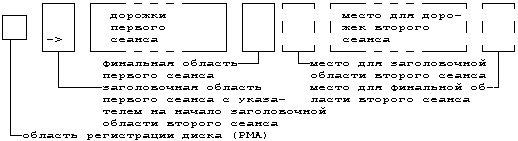 дорожки
первого
сеанса
место для доро-
жек второго
сеанса
->
финальная область
первого сеанса
заголовочная область
первого сеанса с указа-
телем на начало заголовочной
области второго сеанса
место для заголовочной
области второго сеанса
место для финальной об-
ласти второго сеанса
область регистрации диска (PMA)